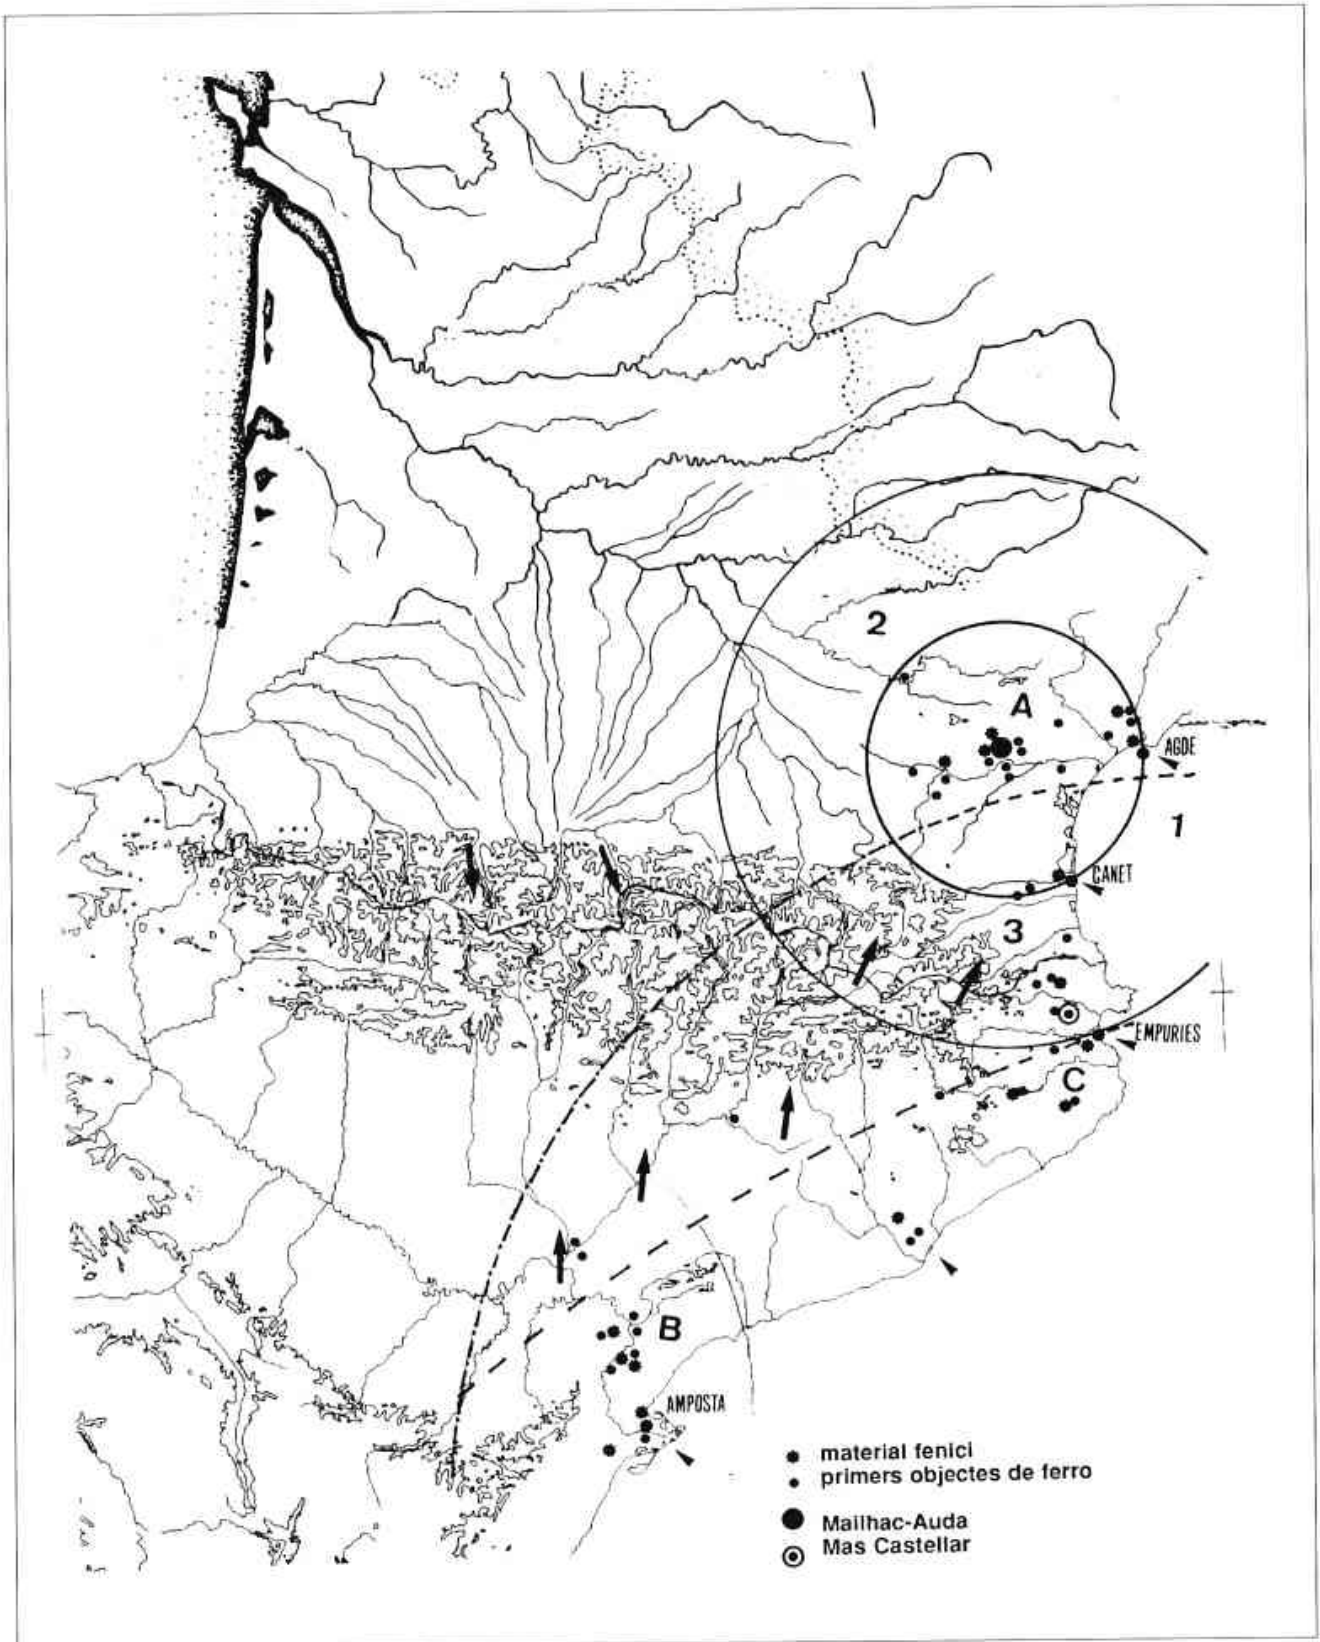 2
A
AGDE
1
CANET
3
EMPURIES
C
B
AMPOSTA
material fenici
primers objectes de ferro
Mailhac-Auda
Mas Castellar